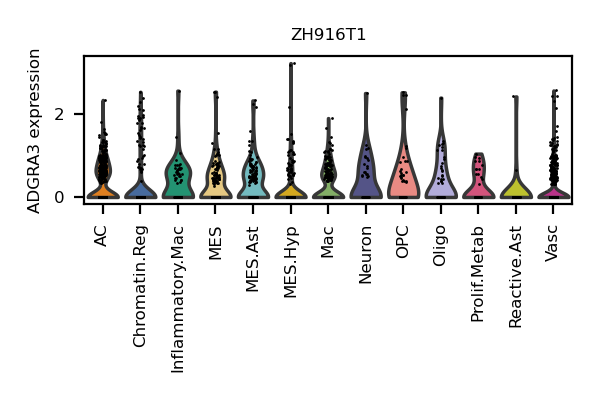 ZH916T1
ADGRA3 expression
2
0
AC
Chromatin.Reg
Inflammatory.Mac
MES
MES.Ast
MES.Hyp
Mac
Neuron
OPC
Oligo
Prolif.Metab
Reactive.Ast
Vasc